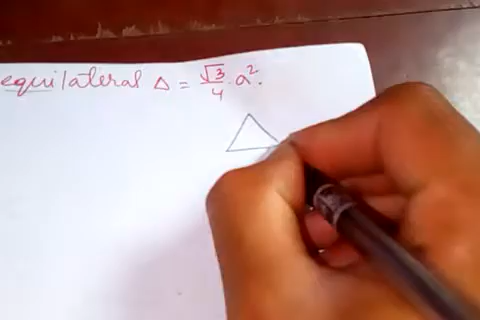 equilateral △ = √3/4 · a².